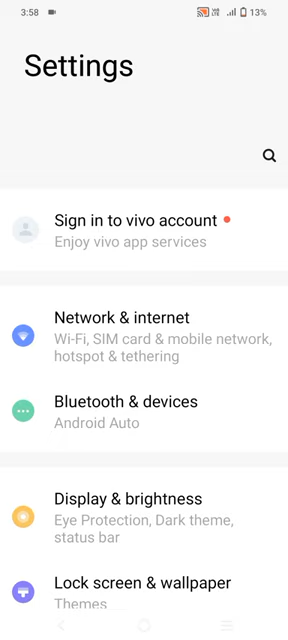 3:58
VoI LTE
13%
Settings
Sign in to vivo account
Enjoy vivo app services
Network & internet
Wi-Fi, SIM card & mobile network,
hotspot & tethering
Bluetooth & devices
Android Auto
Display & brightness
Eye Protection, Dark theme,
status bar
Lock screen & wallpaper
Themes